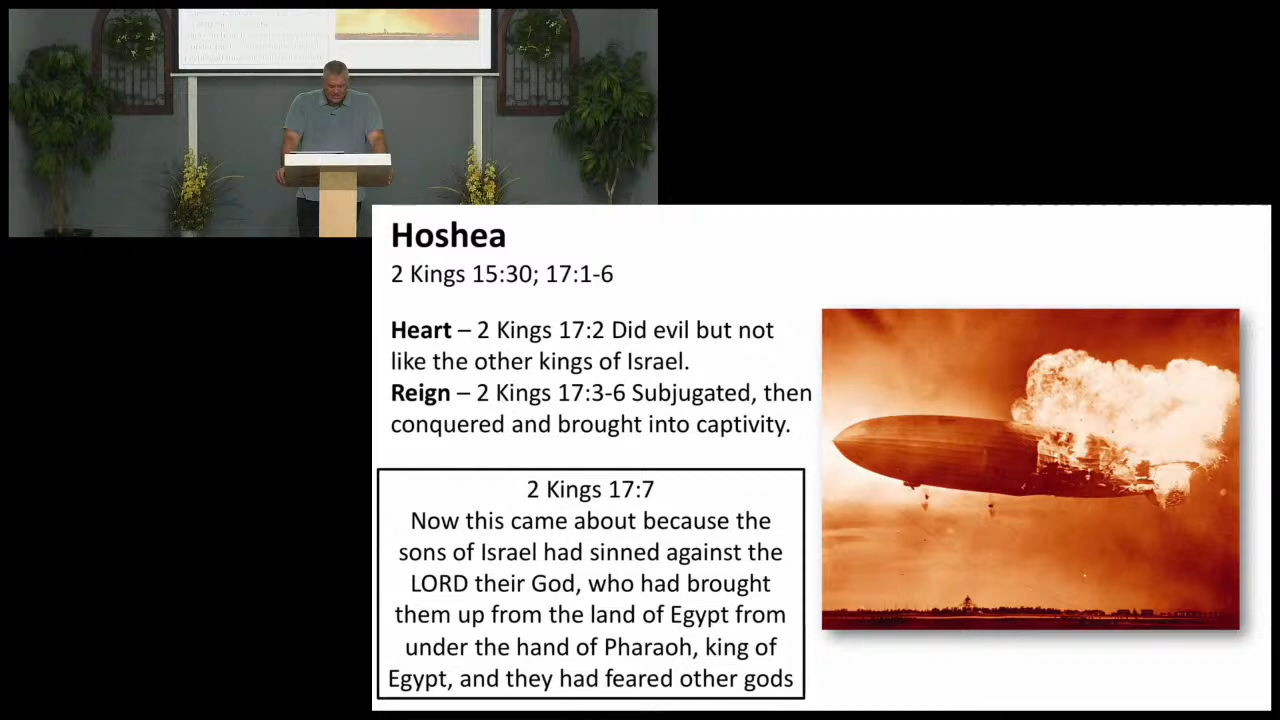 Hoshea
2 Kings 15:30; 17:1-6
Heart – 2 Kings 17:2 Did evil but not
like the other kings of Israel.
Reign – 2 Kings 17:3-6 Subjugated, then
conquered and brought into captivity.
2 Kings 17:7
Now this came about because the
sons of Israel had sinned against the
LORD their God, who had brought
them up from the land of Egypt from
under the hand of Pharaoh, king of
Egypt, and they had feared other gods